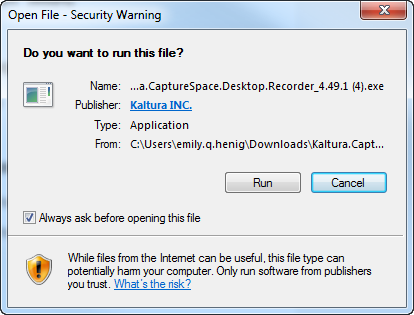 Open File - Security Warning
Do you want to run this file?
Name: ...a.CaptureSpace.Desktop.Recorder_4.49.1 (4).exe
Publisher: Kaltura INC.
Type: Application
From: C:\Users\emily.q.henig\Downloads\Kaltura.Capt...
Run Cancel
Always ask before opening this file
While files from the Internet can be useful, this file type can
potentially harm your computer. Only run software from publishers
you trust. What's the risk?